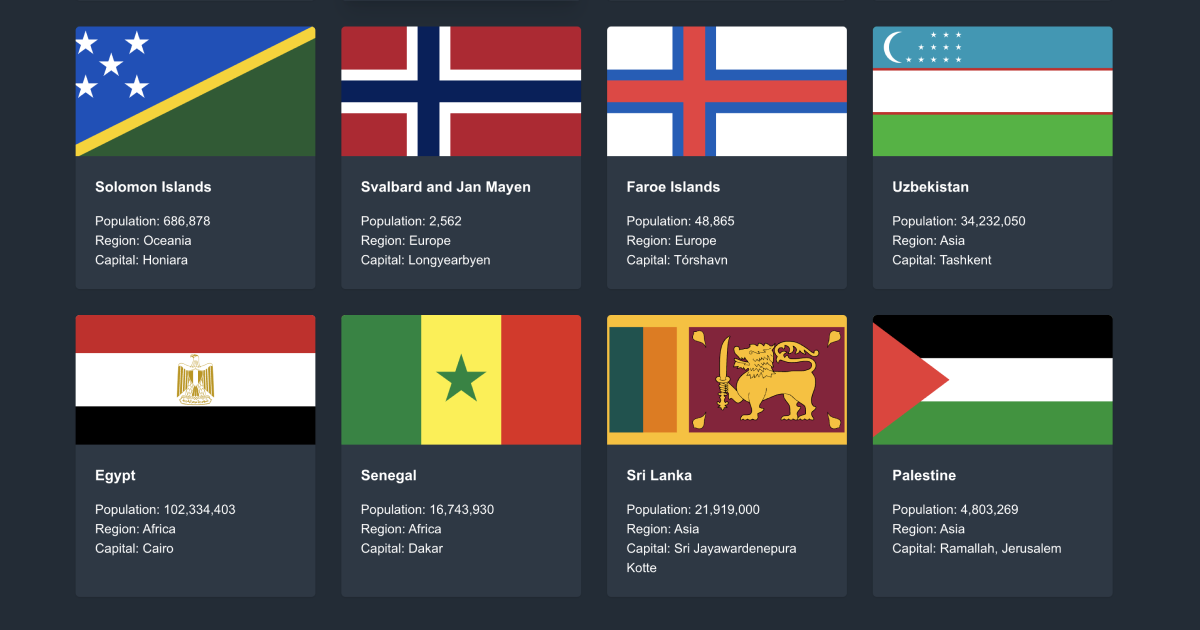 Solomon Islands
Population: 686,878
Region: Oceania
Capital: Honiara
Svalbard and Jan Mayen
Population: 2,562
Region: Europe
Capital: Longyearbyen
Faroe Islands
Population: 48,865
Region: Europe
Capital: Tórshavn
Uzbekistan
Population: 34,232,050
Region: Asia
Capital: Tashkent
Egypt
Population: 102,334,403
Region: Africa
Capital: Cairo
Senegal
Population: 16,743,930
Region: Africa
Capital: Dakar
Sri Lanka
Population: 21,919,000
Region: Asia
Capital: Sri Jayawardenepura
Kotte
Palestine
Population: 4,803,269
Region: Asia
Capital: Ramallah, Jerusalem